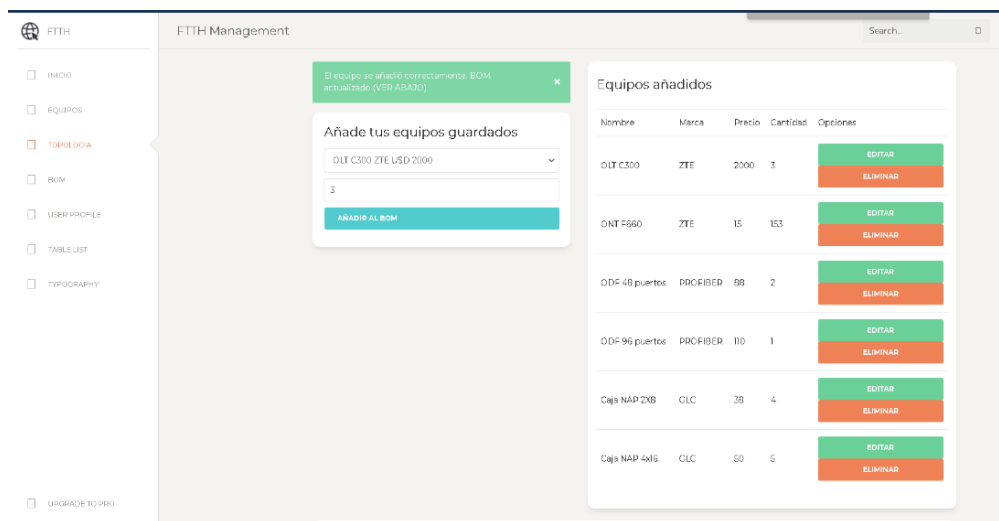 FTTH
FTTH Management
Search..
INICIO
EQUIPOS
TOPOLOGIA
BOM
USER PROFILE
TABLE LIST
TYPOGRAPHY
UPGRADE TO PRO
El equipo se añadió correctamente. BOM
actualizado (VER ABAJO)
×
Añade tus equipos guardados
OLT C300 ZTE U$D 2000
3
AÑADIR AL BOM
Equipos añadidos
Nombre Marca Precio Cantidad Opciones
OLT C300 ZTE 2000 3 EDITAR
ELIMINAR
ONT F660 ZTE 15 153 EDITAR
ELIMINAR
ODF 48 puertos PROFIBER 88 2 EDITAR
ELIMINAR
ODF 96 puertos PROFIBER 110 1 EDITAR
ELIMINAR
Caja NAP 2X8 GLC 38 4 EDITAR
ELIMINAR
Caja NAP 4x16 GLC 50 5 EDITAR
ELIMINAR